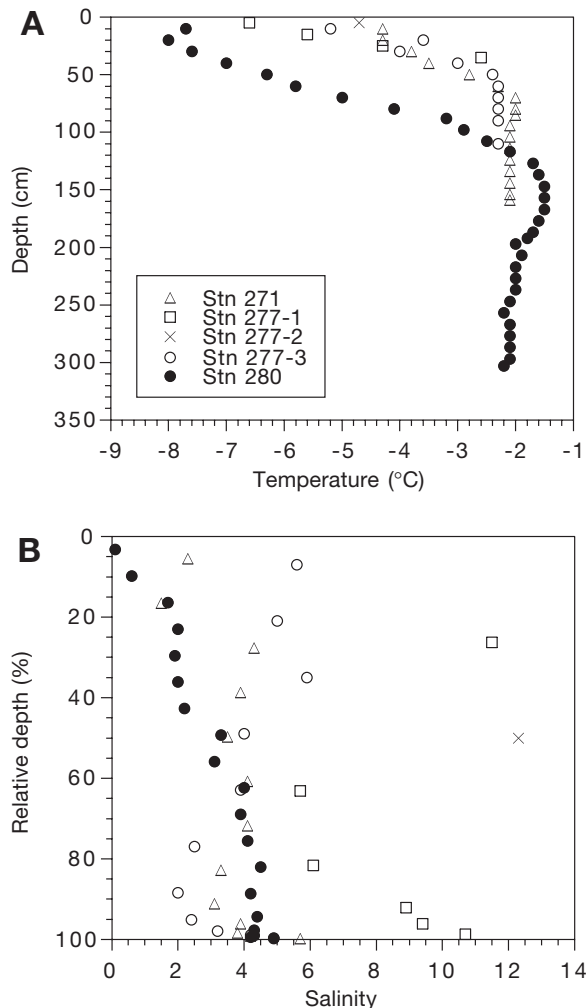 A
0
50
100
150
200
250
300
350
Depth (cm)
Stn 271
Stn 277-1
Stn 277-2
Stn 277-3
Stn 280
-9 -8 -7 -6 -5 -4 -3 -2 -1
Temperature (°C)
B
0
20
40
60
80
100
Relative depth (%)
0 2 4 6 8 10 12 14
Salinity